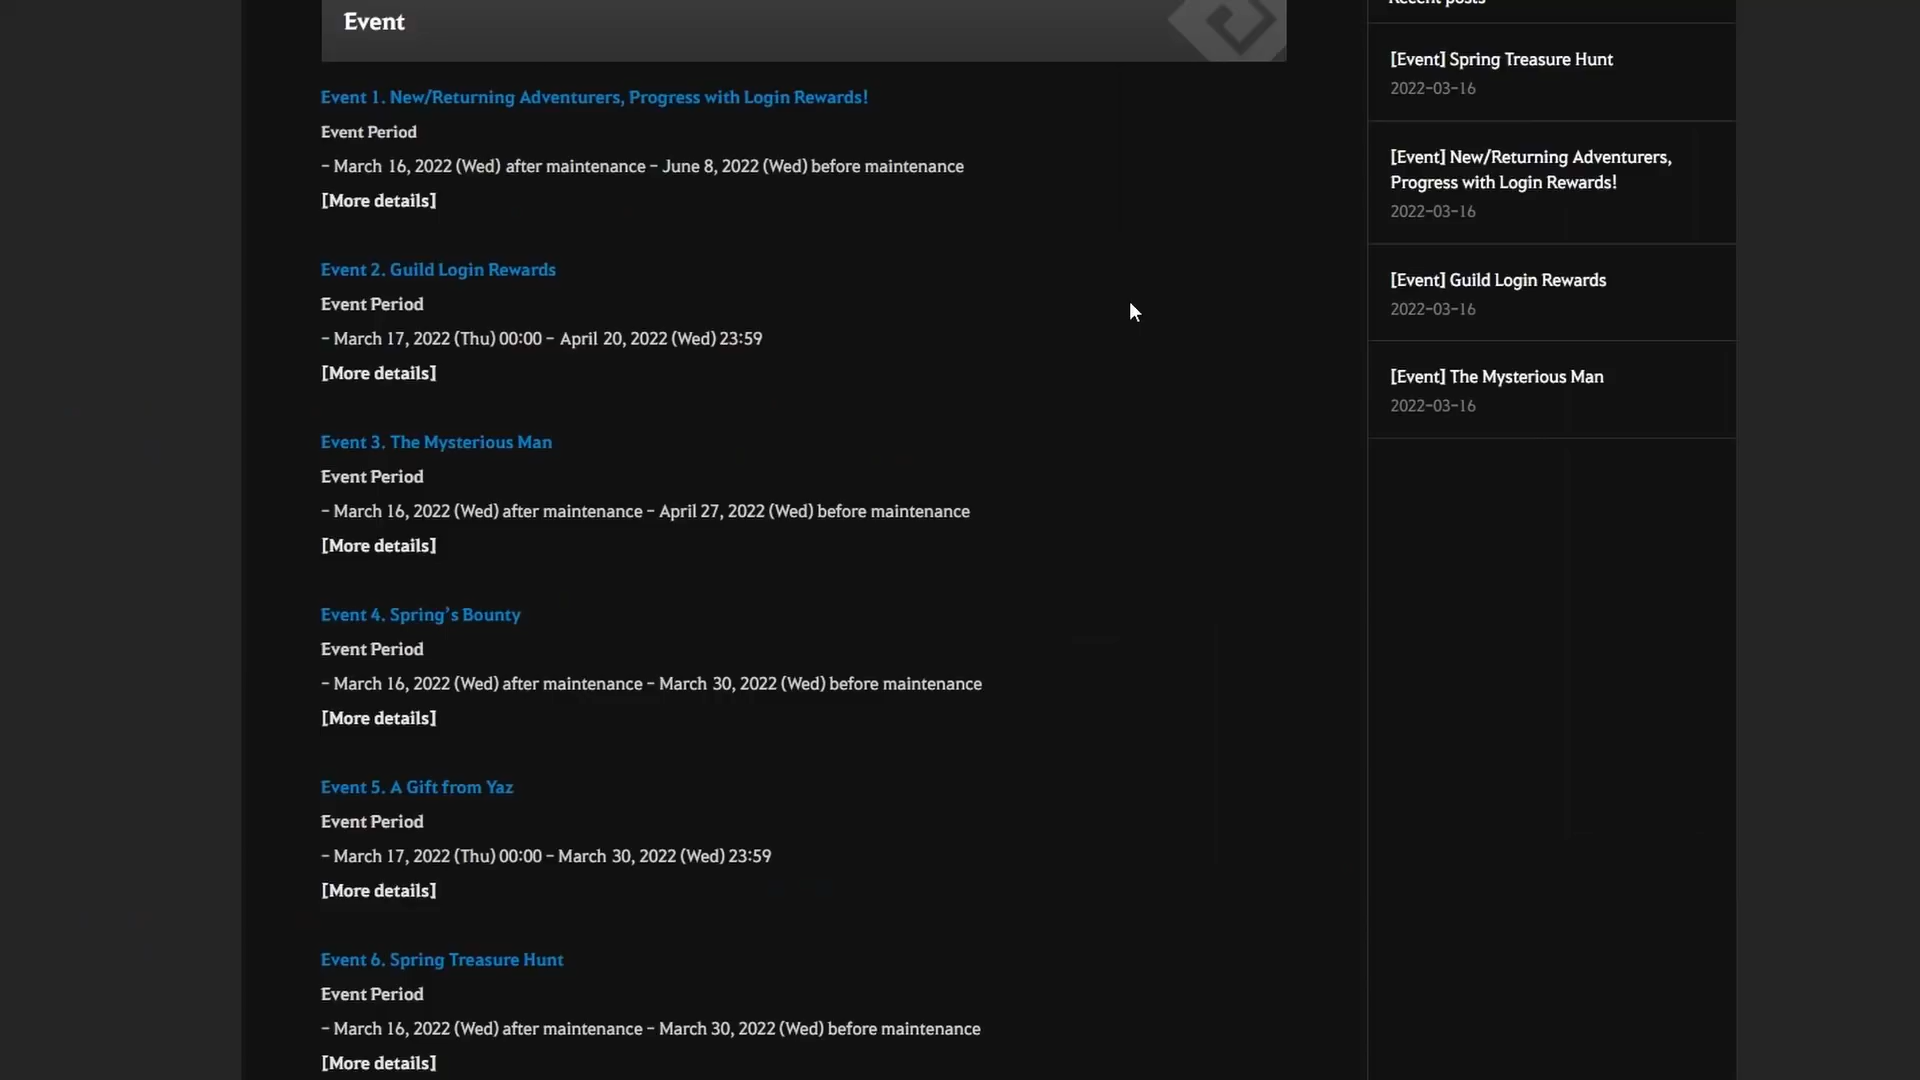 Event
Event 1. New/Returning Adventurers, Progress with Login Rewards!
Event Period
- March 16, 2022 (Wed) after maintenance - June 8, 2022 (Wed) before maintenance
[More details]
Event 2. Guild Login Rewards
Event Period
- March 17, 2022 (Thu) 00:00 - April 20, 2022 (Wed) 23:59
[More details]
Event 3. The Mysterious Man
Event Period
- March 16, 2022 (Wed) after maintenance - April 27, 2022 (Wed) before maintenance
[More details]
Event 4. Spring's Bounty
Event Period
- March 16, 2022 (Wed) after maintenance - March 30, 2022 (Wed) before maintenance
[More details]
Event 5. A Gift from Yaz
Event Period
- March 17, 2022 (Thu) 00:00 - March 30, 2022 (Wed) 23:59
[More details]
Event 6. Spring Treasure Hunt
Event Period
- March 16, 2022 (Wed) after maintenance - March 30, 2022 (Wed) before maintenance
[More details]
Recent posts
[Event] Spring Treasure Hunt
2022-03-16
[Event] New/Returning Adventurers,
Progress with Login Rewards!
2022-03-16
[Event] Guild Login Rewards
2022-03-16
[Event] The Mysterious Man
2022-03-16